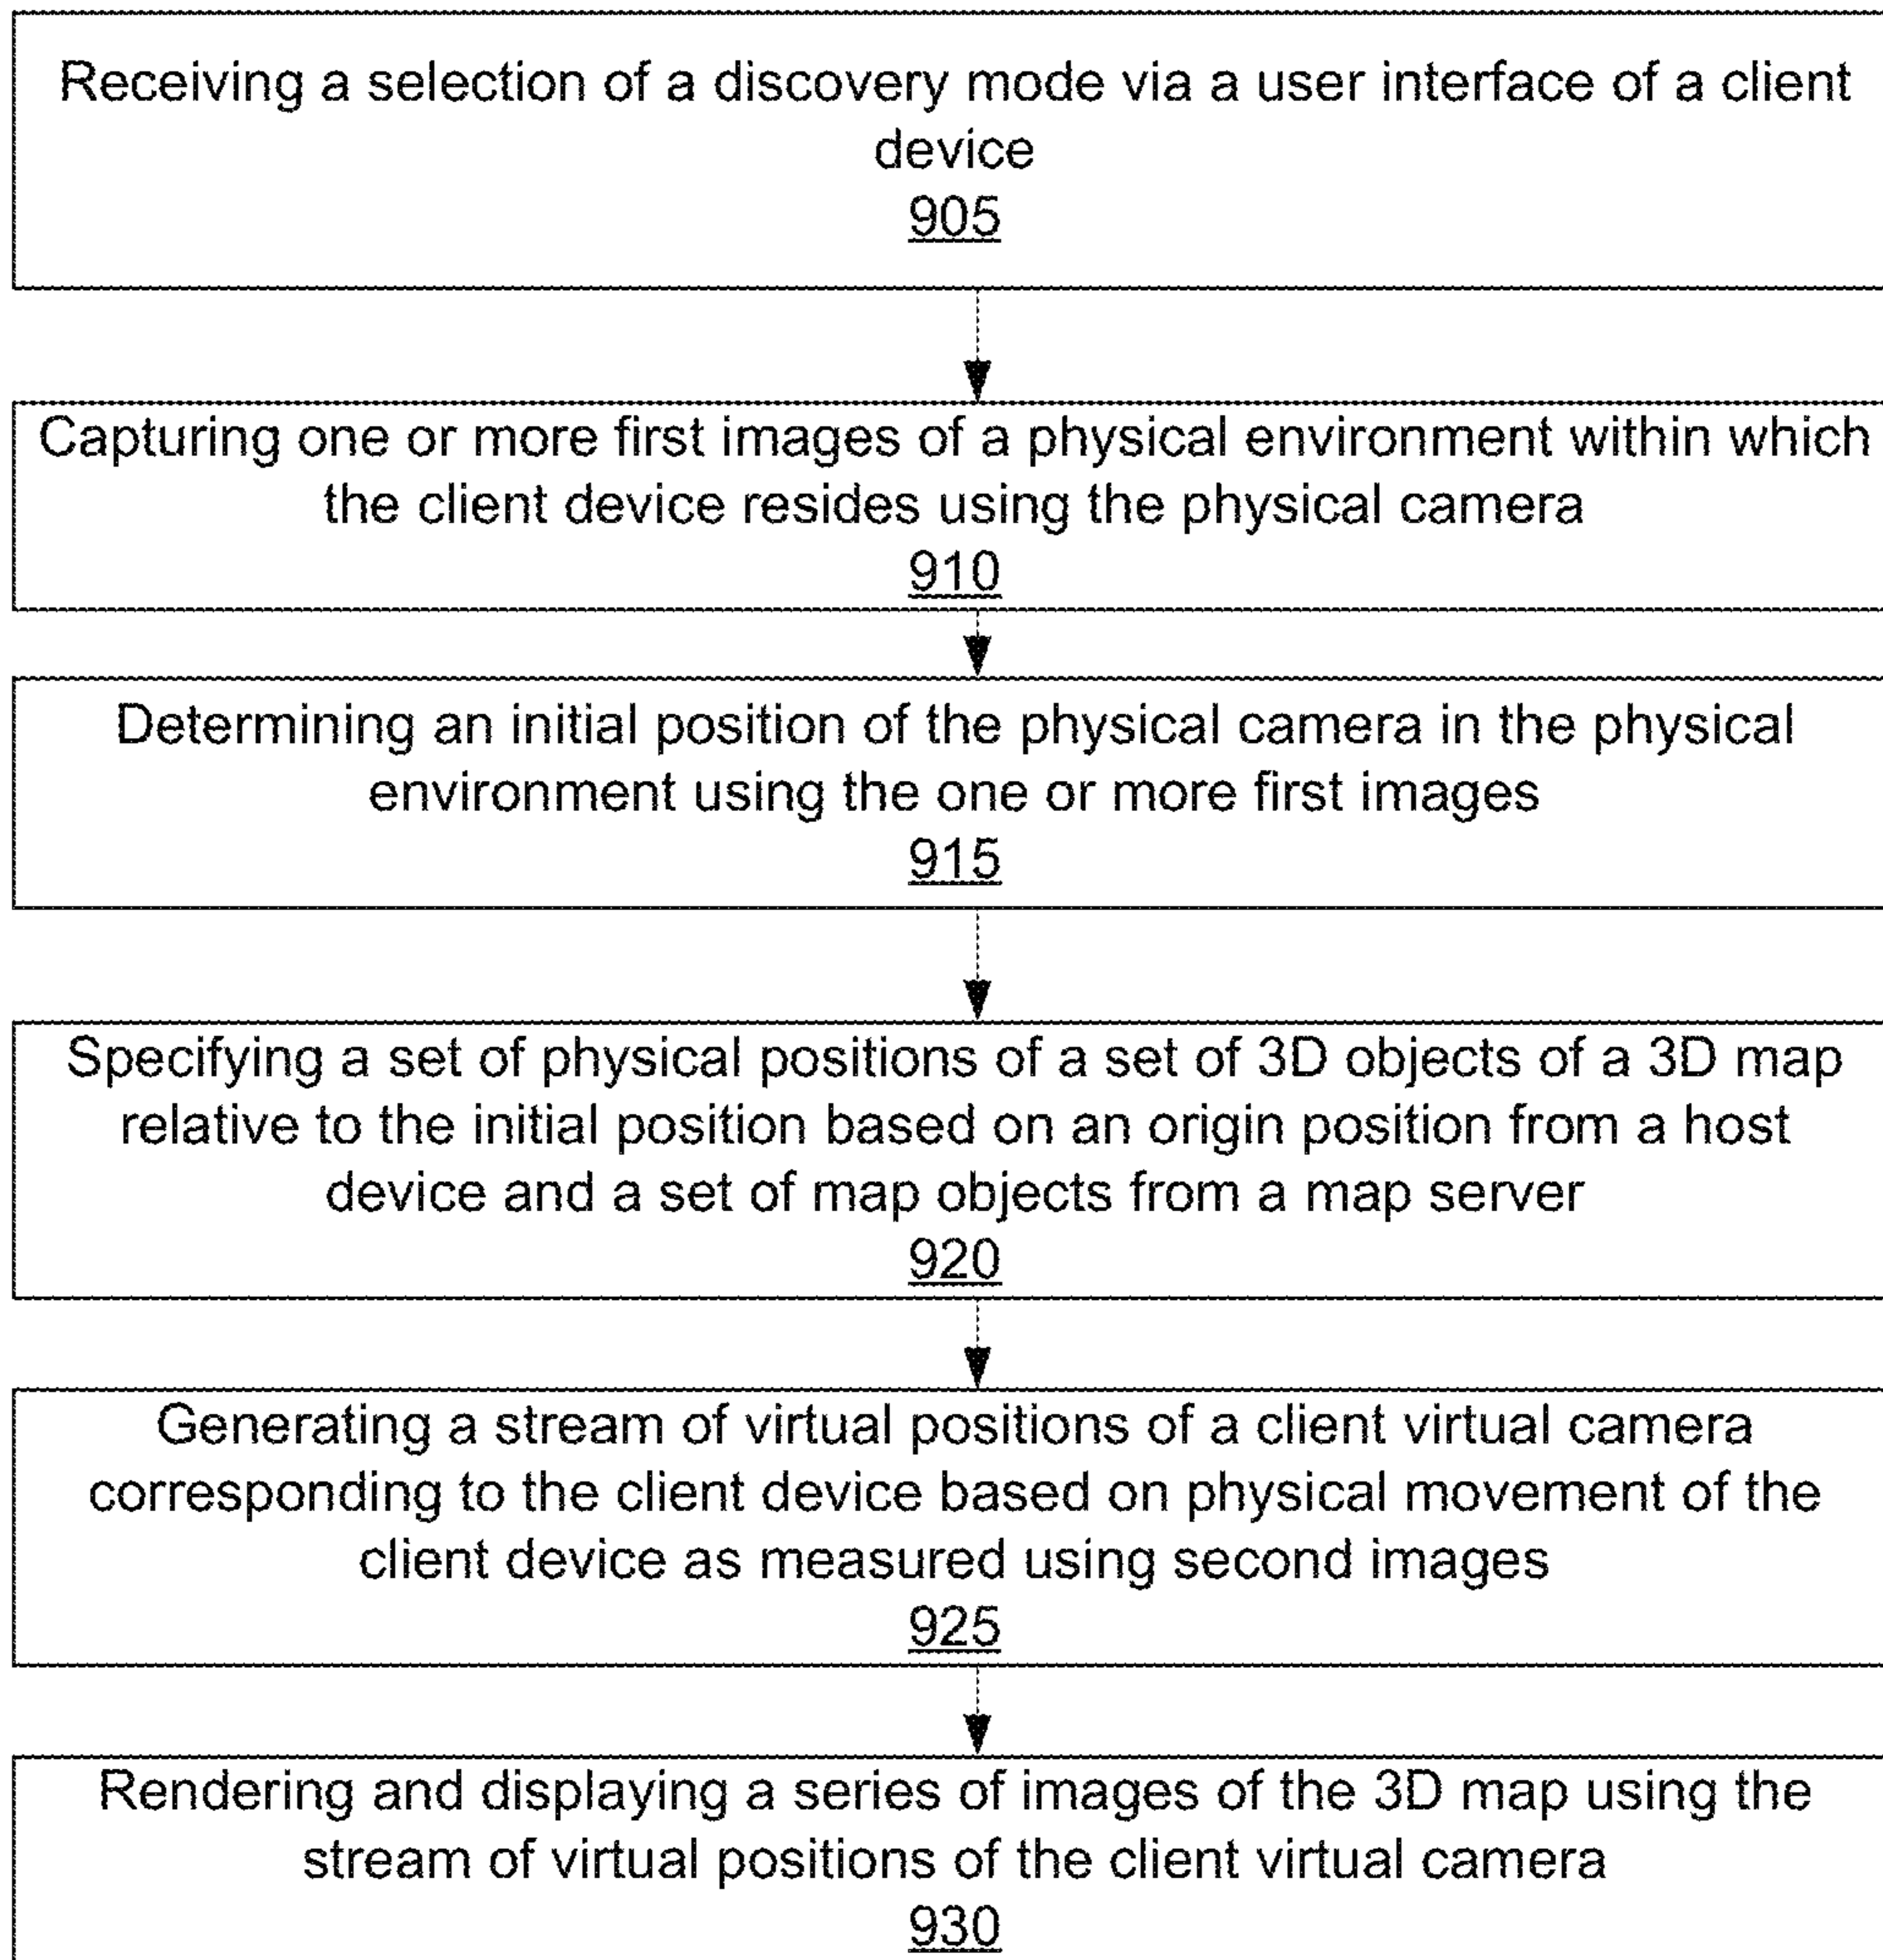 Receiving a selection of a discovery mode via a user interface of a client
device
905
Capturing one or more first images of a physical environment within which
the client device resides using the physical camera
910
Determining an initial position of the physical camera in the physical
environment using the one or more first images
915
Specifying a set of physical positions of a set of 3D objects of a 3D map
relative to the initial position based on an origin position from a host
device and a set of map objects from a map server
920
Generating a stream of virtual positions of a client virtual camera
corresponding to the client device based on physical movement of the
client device as measured using second images
925
Rendering and displaying a series of images of the 3D map using the
stream of virtual positions of the client virtual camera
930